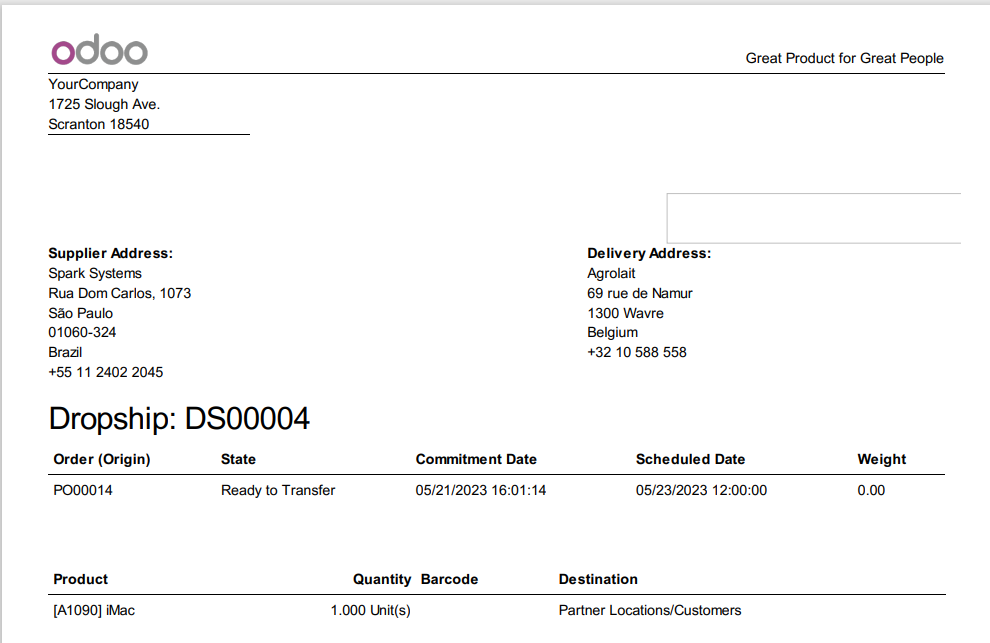 odoo
Great Product for Great People
YourCompany
1725 Slough Ave.
Scranton 18540
Supplier Address:
Spark Systems
Rua Dom Carlos, 1073
São Paulo
01060-324
Brazil
+55 11 2402 2045
Delivery Address:
Agrolait
69 rue de Namur
1300 Wavre
Belgium
+32 10 588 558
Dropship: DS00004
Order (Origin) State Commitment Date Scheduled Date Weight
PO00014 Ready to Transfer 05/21/2023 16:01:14 05/23/2023 12:00:00 0.00
Product Quantity Barcode Destination
[A1090] iMac 1.000 Unit(s) Partner Locations/Customers